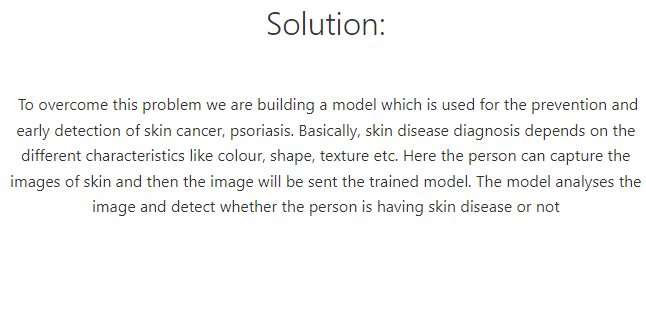 Solution:
To overcome this problem we are building a model which is used for the prevention and
early detection of skin cancer, psoriasis. Basically, skin disease diagnosis depends on the
different characteristics like colour, shape, texture etc. Here the person can capture the
images of skin and then the image will be sent the trained model. The model analyses the
image and detect whether the person is having skin disease or not